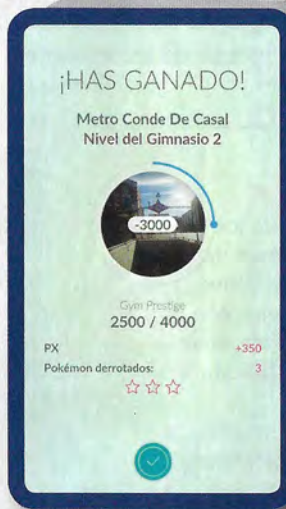 ¡HAS GANADO!
Metro Conde De Casal
Nivel del Gimnasio 2
-3000
Gym Prestige
2500 / 4000
PX +350
Pokémon derrotados: 3